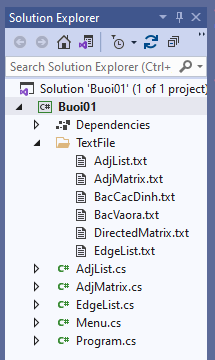 Solution Explorer
Search Solution Explorer (Ctrl+
Solution 'Buoi01' (1 of 1 project)
C# Buoi01
Dependencies
TextFile
AdjList.txt
AdjMatrix.txt
BacCacDinh.txt
BacVaora.txt
DirectedMatrix.txt
EdgeList.txt
C# AdjList.cs
C# AdjMatrix.cs
C# EdgeList.cs
C# Menu.cs
C# Program.cs